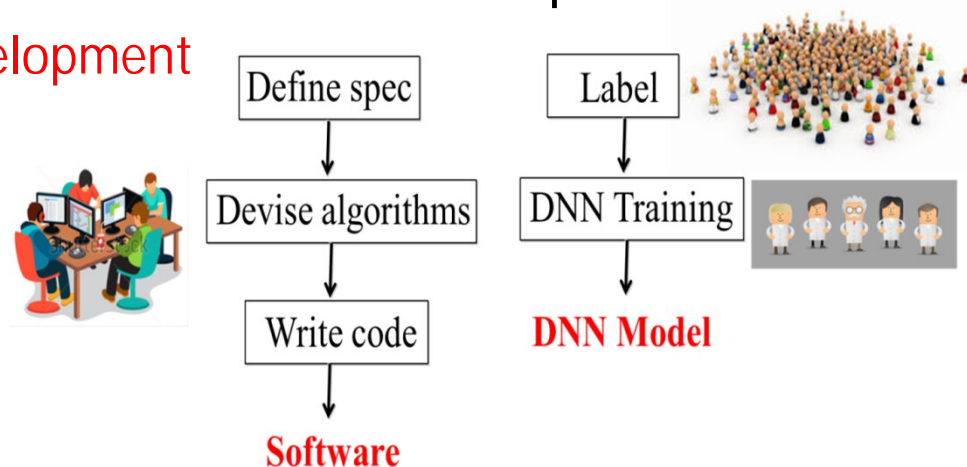 elopment
Define spec
Devise algorithms
Write code
Software
Label
DNN Training
DNN Model